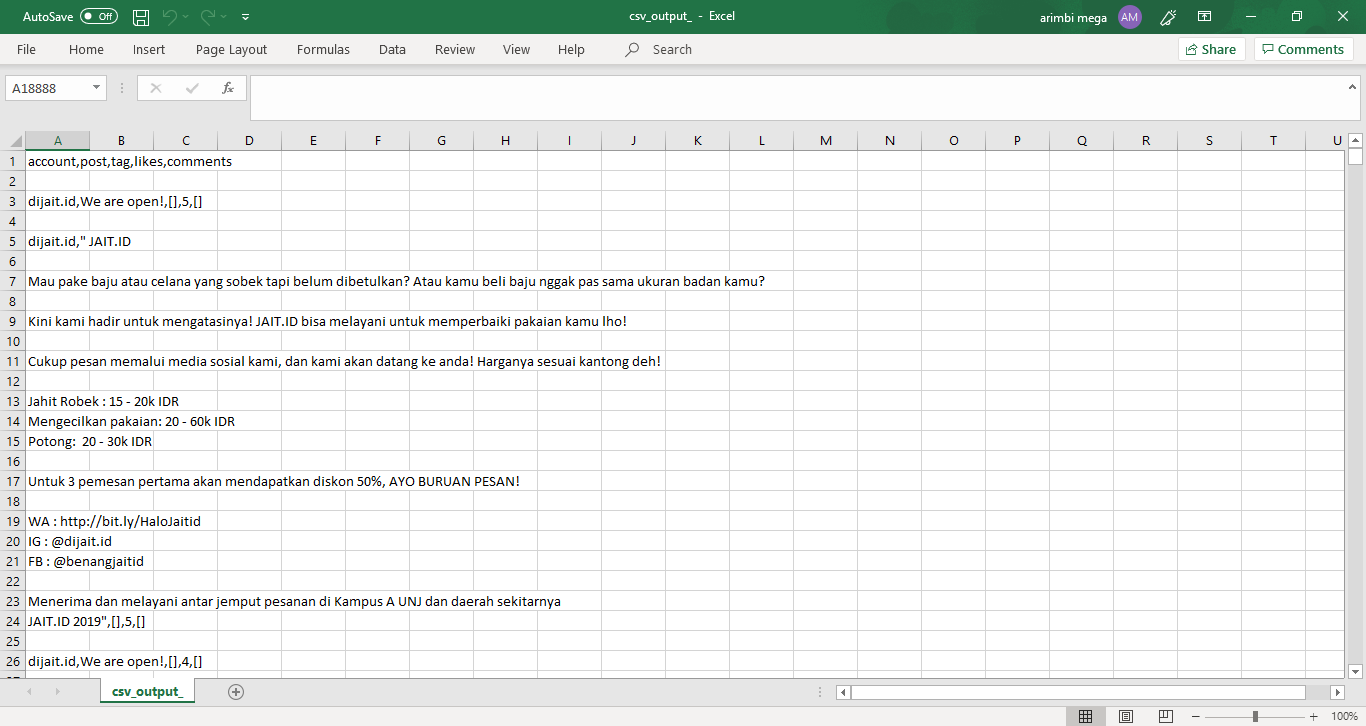 AutoSave Off csv_output_ - Excel arimbi mega AM
File Home Insert Page Layout Formulas Data Review View Help Search Share Comments
A18888 fx
A B C D E F G H I J K L M N O P Q R S T U
1 account,post,tag,likes,comments
2
3 dijait.id,We are open!,[],5,[]
4
5 dijait.id," JAIT.ID
6
7 Mau pake baju atau celana yang sobek tapi belum dibetulkan? Atau kamu beli baju nggak pas sama ukuran badan kamu?
8
9 Kini kami hadir untuk mengatasinya! JAIT.ID bisa melayani untuk memperbaiki pakaian kamu lho!
10
11 Cukup pesan memalui media sosial kami, dan kami akan datang ke anda! Harganya sesuai kantong deh!
12
13 Jahit Robek : 15 - 20k IDR
14 Mengecilkan pakaian: 20 - 60k IDR
15 Potong:  20 - 30k IDR
16
17 Untuk 3 pemesan pertama akan mendapatkan diskon 50%, AYO BURUAN PESAN!
18
19 WA : http://bit.ly/HaloJaitid
20 IG : @dijait.id
21 FB : @benangjaitid
22
23 Menerima dan melayani antar jemput pesanan di Kampus A UNJ dan daerah sekitarnya
24 JAIT.ID 2019",[],5,[]
25
26 dijait.id,We are open!,[],4,[]
csv_output_
100%